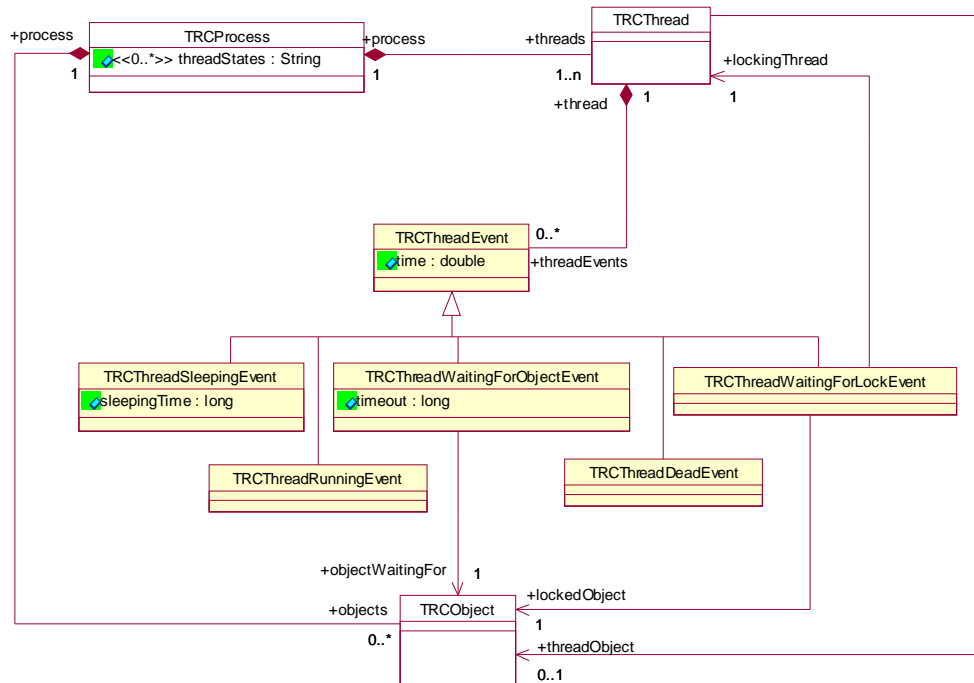 TRCThread
+process
TRCProcess
+process
+threads
<<0..*>> threadStates : String
1
1
1..n
+lockingThread
+thread
1
1
TRCThreadEvent
0..*
time : double
+threadEvents
TRCThreadSleepingEvent
TRCThreadWaitingForObjectEvent
TRCThreadWaitingForLockEvent
sleepingTime : long
timeout : long
TRCThreadRunningEvent
TRCThreadDeadEvent
+objectWaitingFor
1
+objects
TRCObject
+lockedObject
0..*
1
+threadObject
0..1